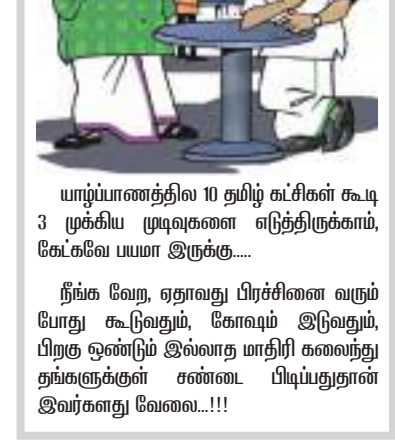 யாழ்ப்பாணத்தில 10 தமிழ் கட்சிகள் கூடி
3 முக்கிய முடிவுகளை எடுத்திருக்காம்,
கேட்கவே பயமா இருக்கு.....
நீங்க வேற, ஏதாவது பிரச்சினை வரும்
போது கூடுவதும், கோஷம் இடுவதும்,
பிறகு ஒண்டும் இல்லாத மாதிரி கலைந்து
தங்களுக்குள் சண்டை பிடிப்பதுதான்
இவர்களது வேலை...!!!